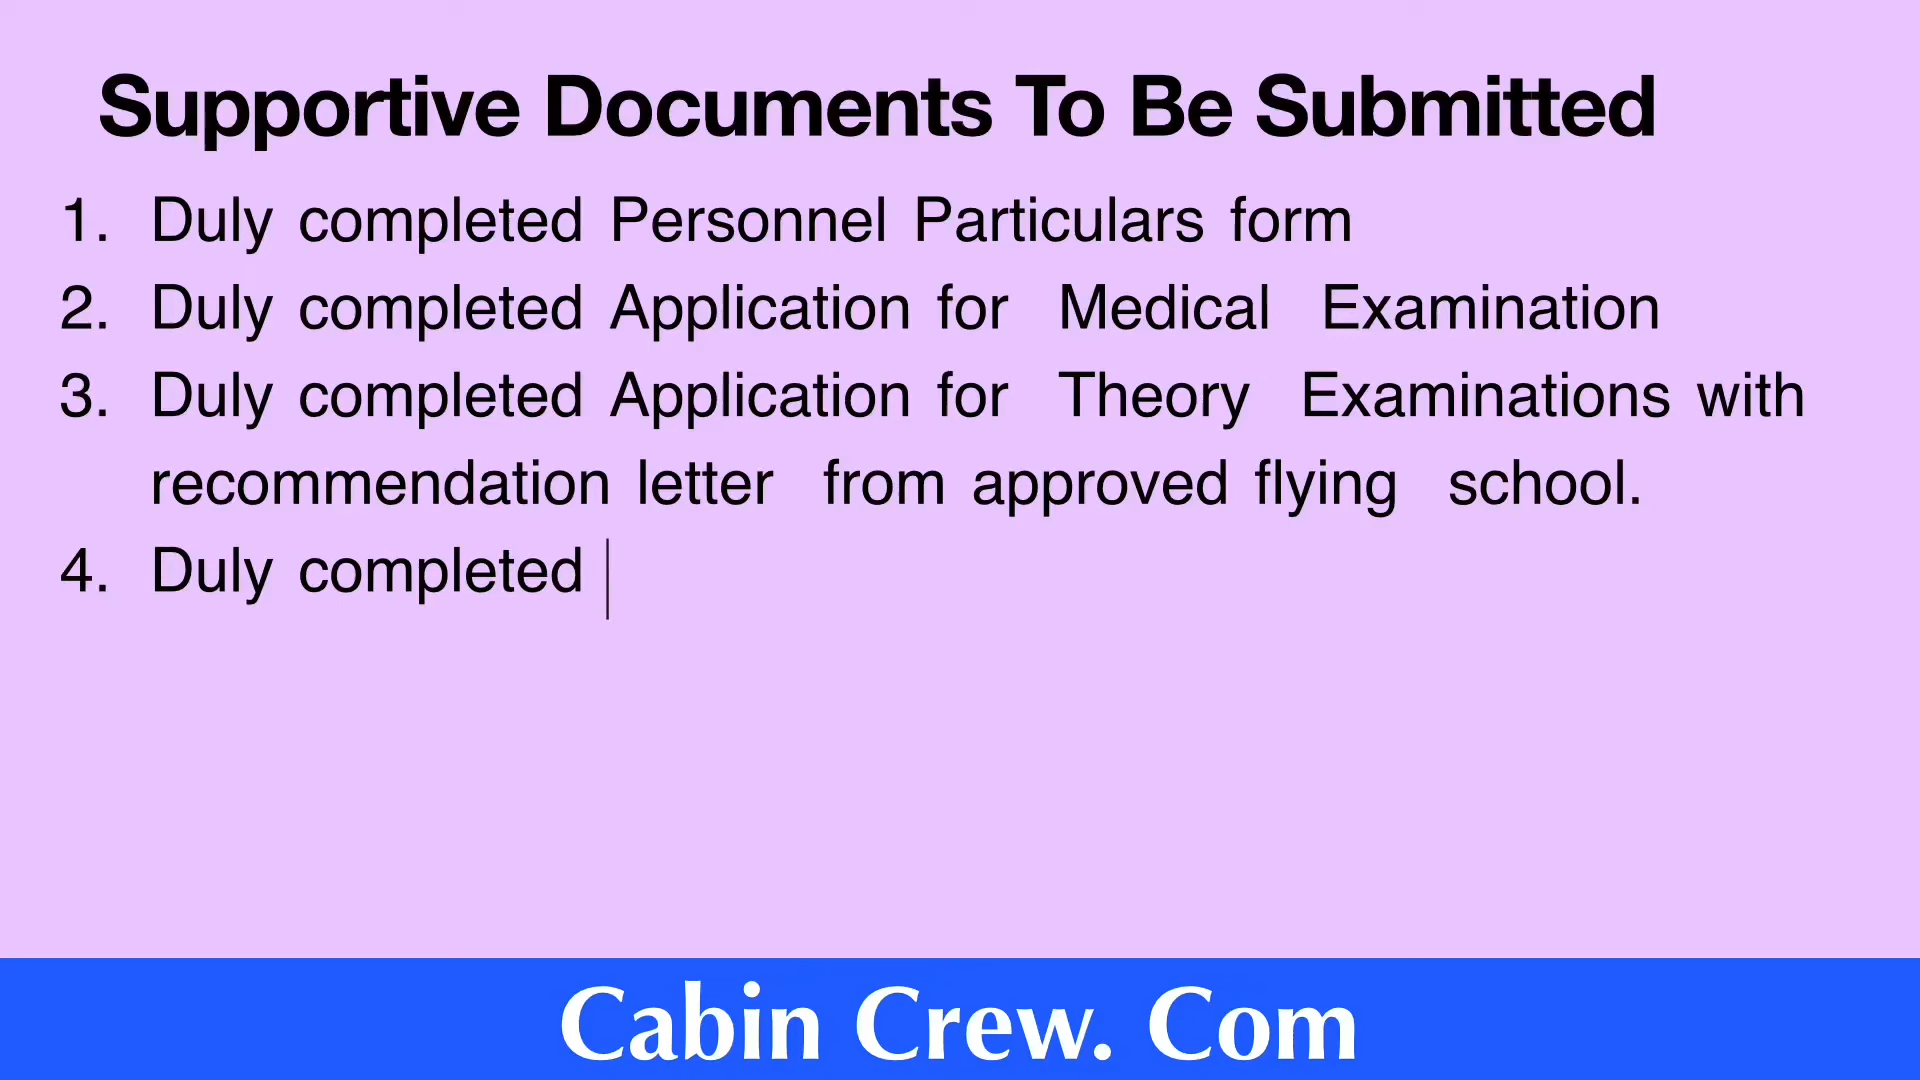 Supportive Documents To Be Submitted
1. Duly completed Personnel Particulars form
2. Duly completed Application for Medical Examination
3. Duly completed Application for Theory Examinations with
recommendation letter from approved flying school.
4. Duly completed
Cabin Crew. Com